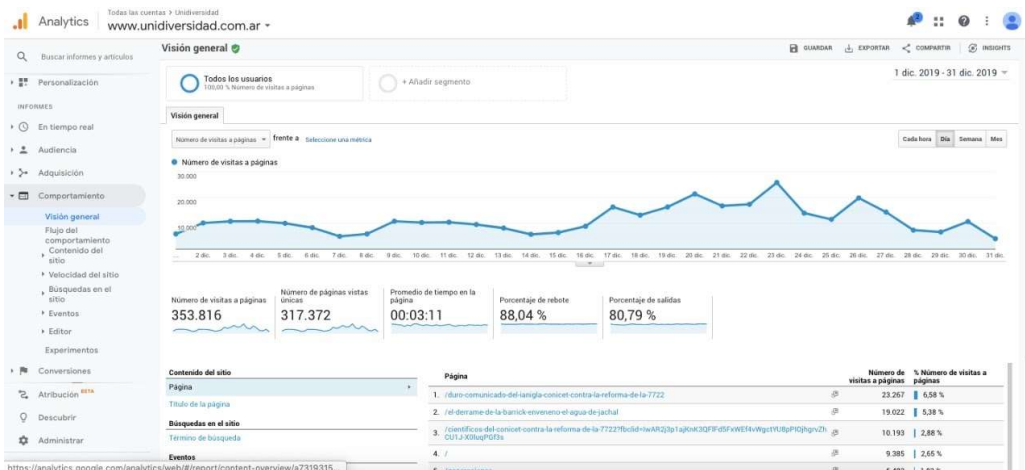 Analytics
Todas las cuentas > Unidiversidad
www.unidiversidad.com.ar
Buscar informes y artículos
Personalización
INFORMES
En tiempo real
Audiencia
Adquisición
Comportamiento
Visión general
Flujo del
comportamiento
Contenido del
sitio
Velocidad del sitio
Búsquedas en el
sitio
Eventos
Editor
Experimentos
Conversiones
Atribución BETA
Descubrir
Administrar
https://analytics.google.com/analytics/web/#/report/content-overview/a7319315...
Visión general
GUARDAR
EXPORTAR
COMPARTIR
INSIGHTS
Todos los usuarios
100,00 % Número de visitas a páginas
+ Añadir segmento
1 dic. 2019 - 31 dic. 2019
Visión general
Número de visitas a páginas frente a Seleccione una métrica
Cada hora Día Semana Mes
Número de visitas a páginas
30.000
20.000
10.000
... 2 dic. 3 dic. 4 dic. 5 dic. 6 dic. 7 dic. 8 dic. 9 dic. 10 dic. 11 dic. 12 dic. 13 dic. 14 dic. 15 dic. 16 dic. 17 dic. 18 dic. 19 dic. 20 dic. 21 dic. 22 dic. 23 dic. 24 dic. 25 dic. 26 dic. 27 dic. 28 dic. 29 dic. 30 dic. 31 dic.
Número de visitas a páginas
353.816
Número de páginas vistas
únicas
317.372
Promedio de tiempo en la
página
00:03:11
Porcentaje de rebote
88,04 %
Porcentaje de salidas
80,79 %
Contenido del sitio
Página
Título de la página
Búsquedas en el sitio
Término de búsqueda
Eventos
Página
Número de visitas a páginas
% Número de visitas a páginas
1. /duro-comunicado-del-ianigla-conicet-contra-la-reforma-de-la-7722 23.267 6,58 %
2. /el-derrame-de-la-barrick-enveneno-el-agua-de-jachal 19.022 5,38 %
3. /cientificos-del-conicet-contra-la-reforma-de-la-7722?fbclid= 10.193 2,88 %
4. / 9.385 2,65 %